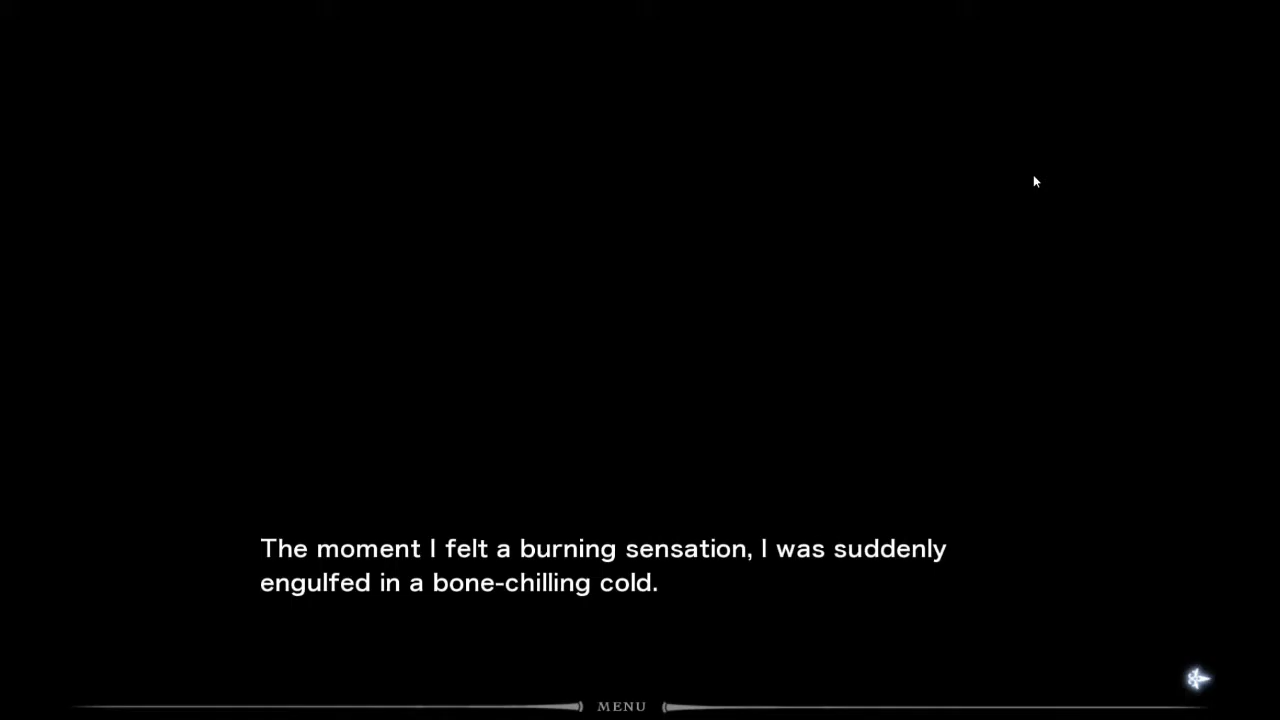 The moment I felt a burning sensation, I was suddenly
engulfed in a bone-chilling cold.
MENU